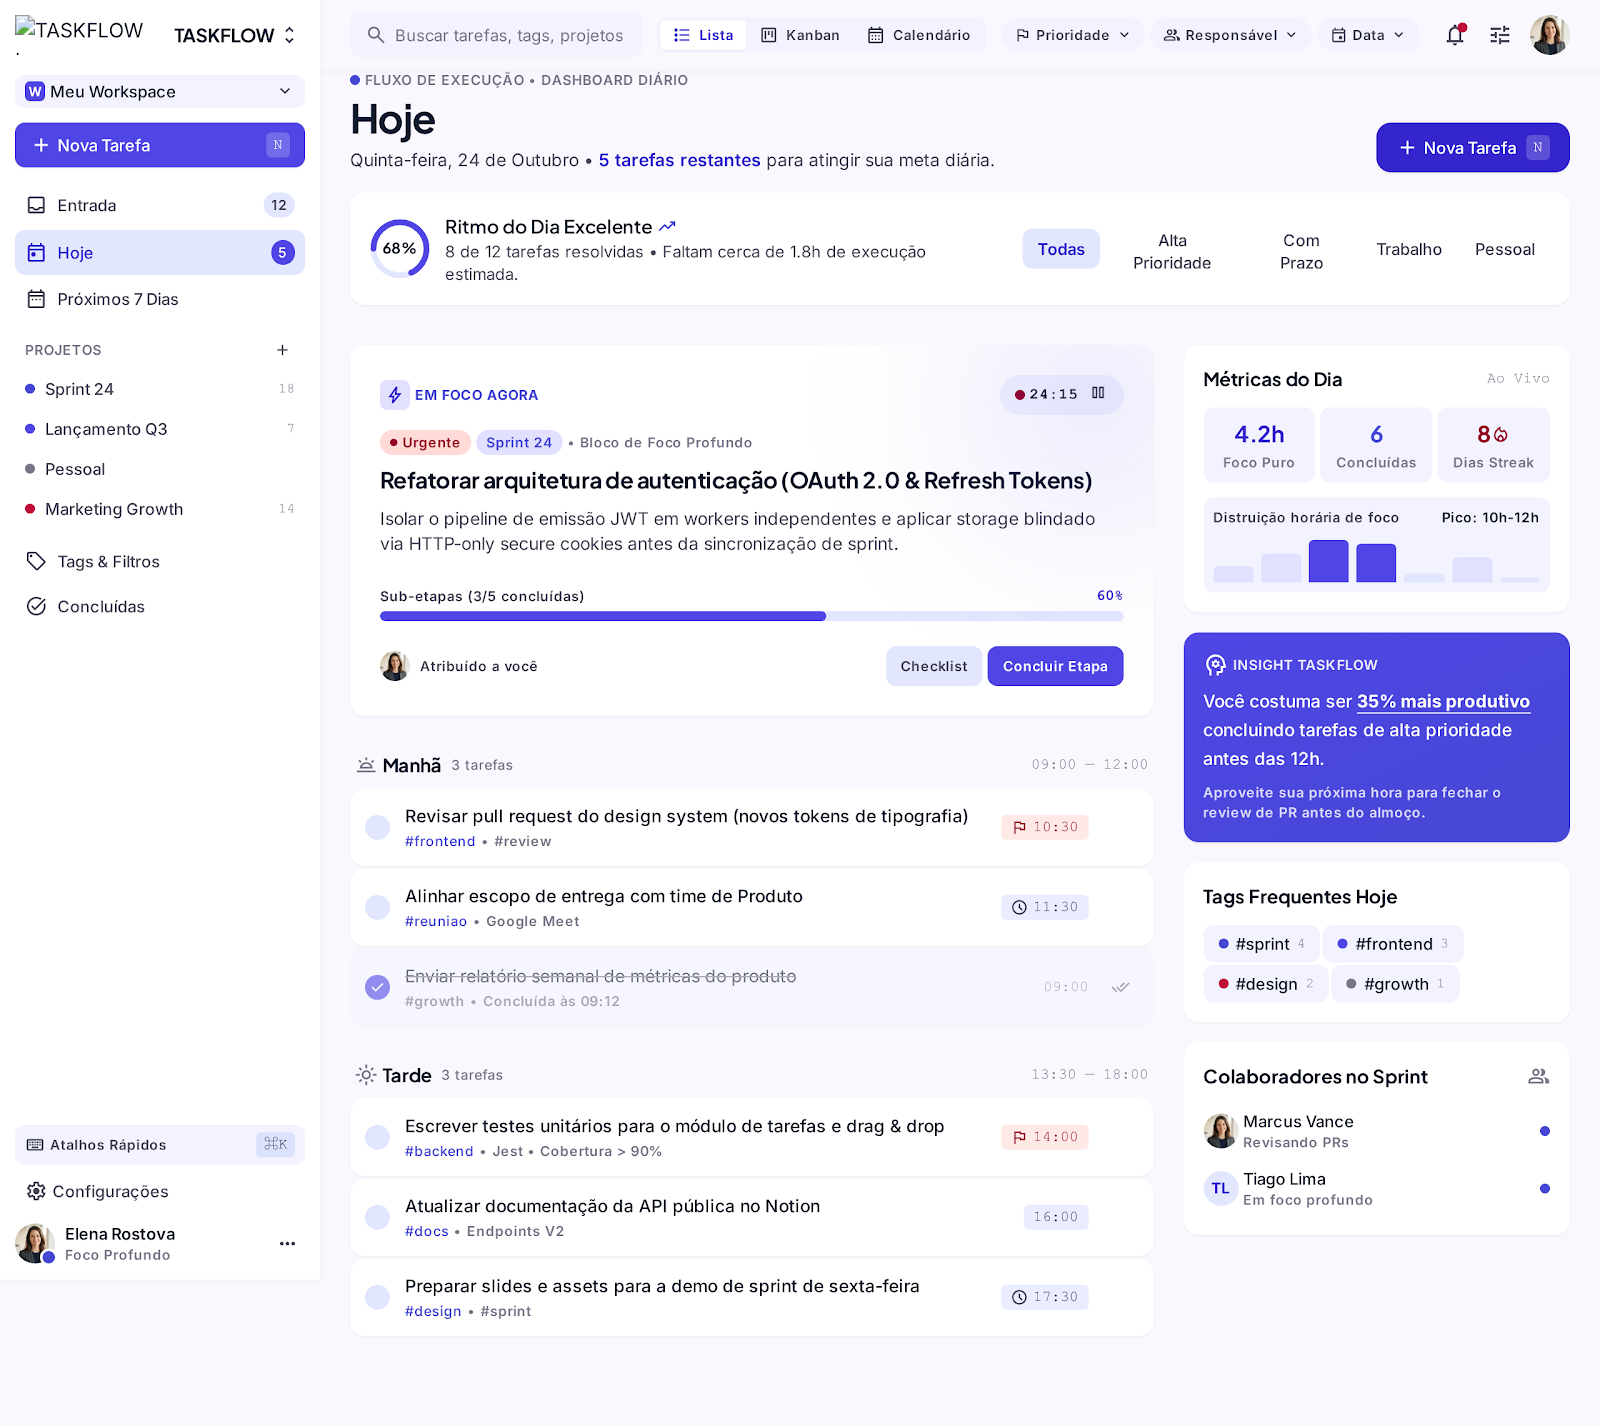 TASKFLOW
.
TASKFLOW
W Meu Workspace
Nova Tarefa N
Entrada 12
Hoje 5
Próximos 7 Dias
PROJETOS
Sprint 24 18
Lançamento Q3 7
Pessoal
Marketing Growth 14
Tags & Filtros
Concluídas
Atalhos Rápidos ⌘K
Configurações
Elena Rostova
Foco Profundo
Buscar tarefas, tags, projetos
Lista Kanban Calendário
Prioridade Responsável Data
FLUXO DE EXECUÇÃO • DASHBOARD DIÁRIO
Hoje
Quinta-feira, 24 de Outubro • 5 tarefas restantes para atingir sua meta diária.
Nova Tarefa N
68%
Ritmo do Dia Excelente
8 de 12 tarefas resolvidas • Faltam cerca de 1.8h de execução
estimada.
Todas
Alta
Prioridade
Com
Prazo
Trabalho
Pessoal
EM FOCO AGORA
24:15
Urgente Sprint 24 • Bloco de Foco Profundo
Refatorar arquitetura de autenticação (OAuth 2.0 & Refresh Tokens)
Isolar o pipeline de emissão JWT em workers independentes e aplicar storage blindado
via HTTP-only secure cookies antes da sincronização de sprint.
Sub-etapas (3/5 concluídas) 60%
Atribuído a você
Checklist
Concluir Etapa
Manhã 3 tarefas 09:00 — 12:00
Revisar pull request do design system (novos tokens de tipografia)
#frontend • #review
10:30
Alinhar escopo de entrega com time de Produto
#reuniao • Google Meet
11:30
Enviar relatório semanal de métricas do produto
#growth • Concluída às 09:12
09:00
Tarde 3 tarefas 13:30 — 18:00
Escrever testes unitários para o módulo de tarefas e drag & drop
#backend • Jest • Cobertura > 90%
14:00
Atualizar documentação da API pública no Notion
#docs • Endpoints V2
16:00
Preparar slides e assets para a demo de sprint de sexta-feira
#design • #sprint
17:30
Métricas do Dia Ao Vivo
4.2h
Foco Puro
6
Concluídas
8
Dias Streak
Distruição horária de foco Pico: 10h-12h
INSIGHT TASKFLOW
Você costuma ser 35% mais produtivo
concluindo tarefas de alta prioridade
antes das 12h.
Aproveite sua próxima hora para fechar o
review de PR antes do almoço.
Tags Frequentes Hoje
#sprint 4 #frontend 3
#design 2 #growth 1
Colaboradores no Sprint
Marcus Vance
Revisando PRs
TL
Tiago Lima
Em foco profundo